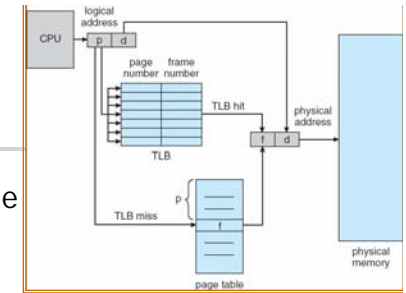 logical
address
CPU
p d
page frame
number number
TLB hit
physical
address
f d
TLB
e
p
TLB miss
f
physical
memory
page table